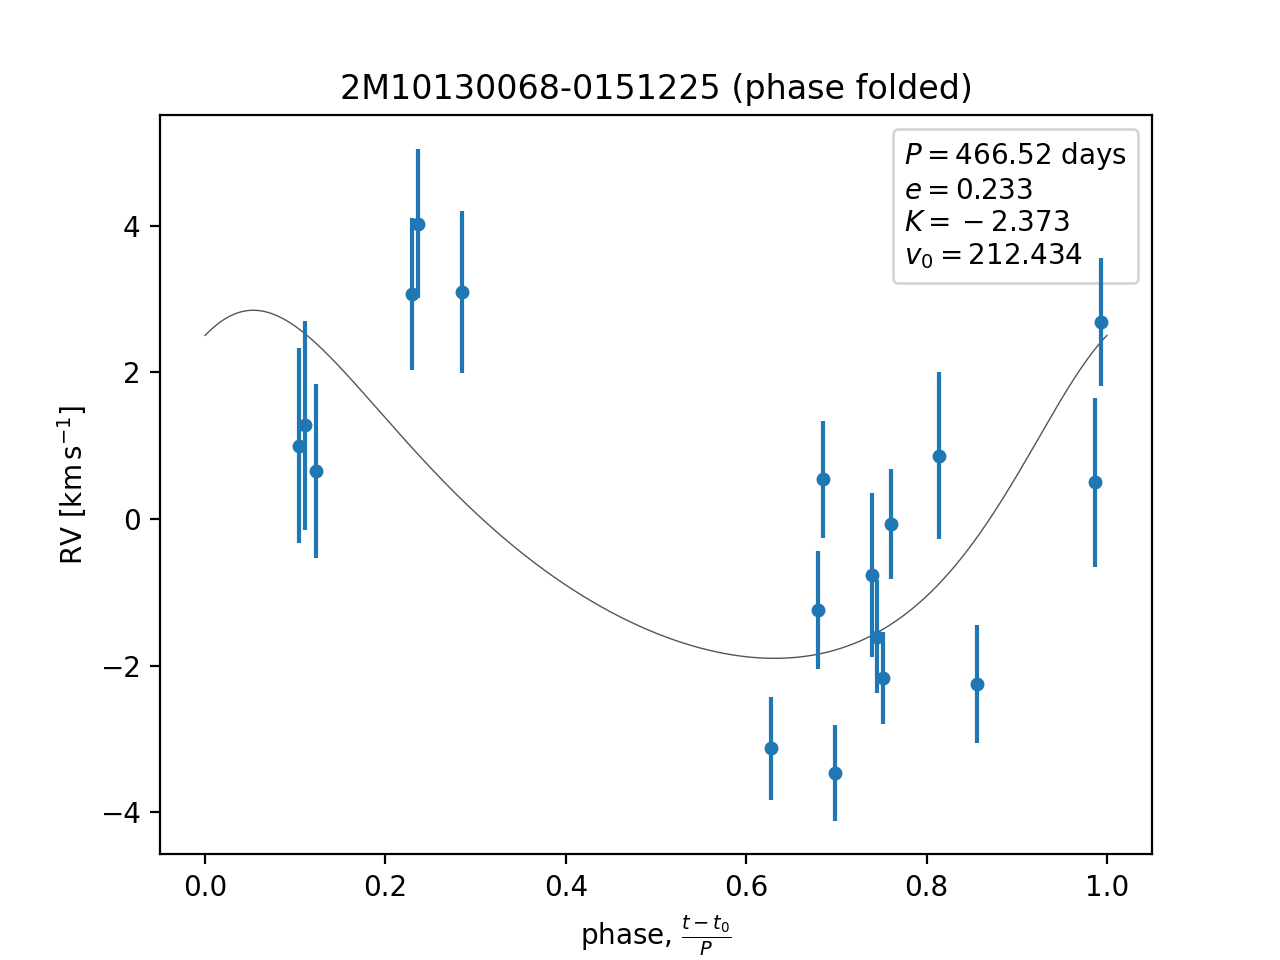 2M10130068-0151225 (phase folded)
P = 466.52 days
e = 0.233
K = −2.373
v₀ = 212.434
4
2
0
−2
−4
RV [km s⁻¹]
0.0 0.2 0.4 0.6 0.8 1.0
phase, (t − t₀)/P